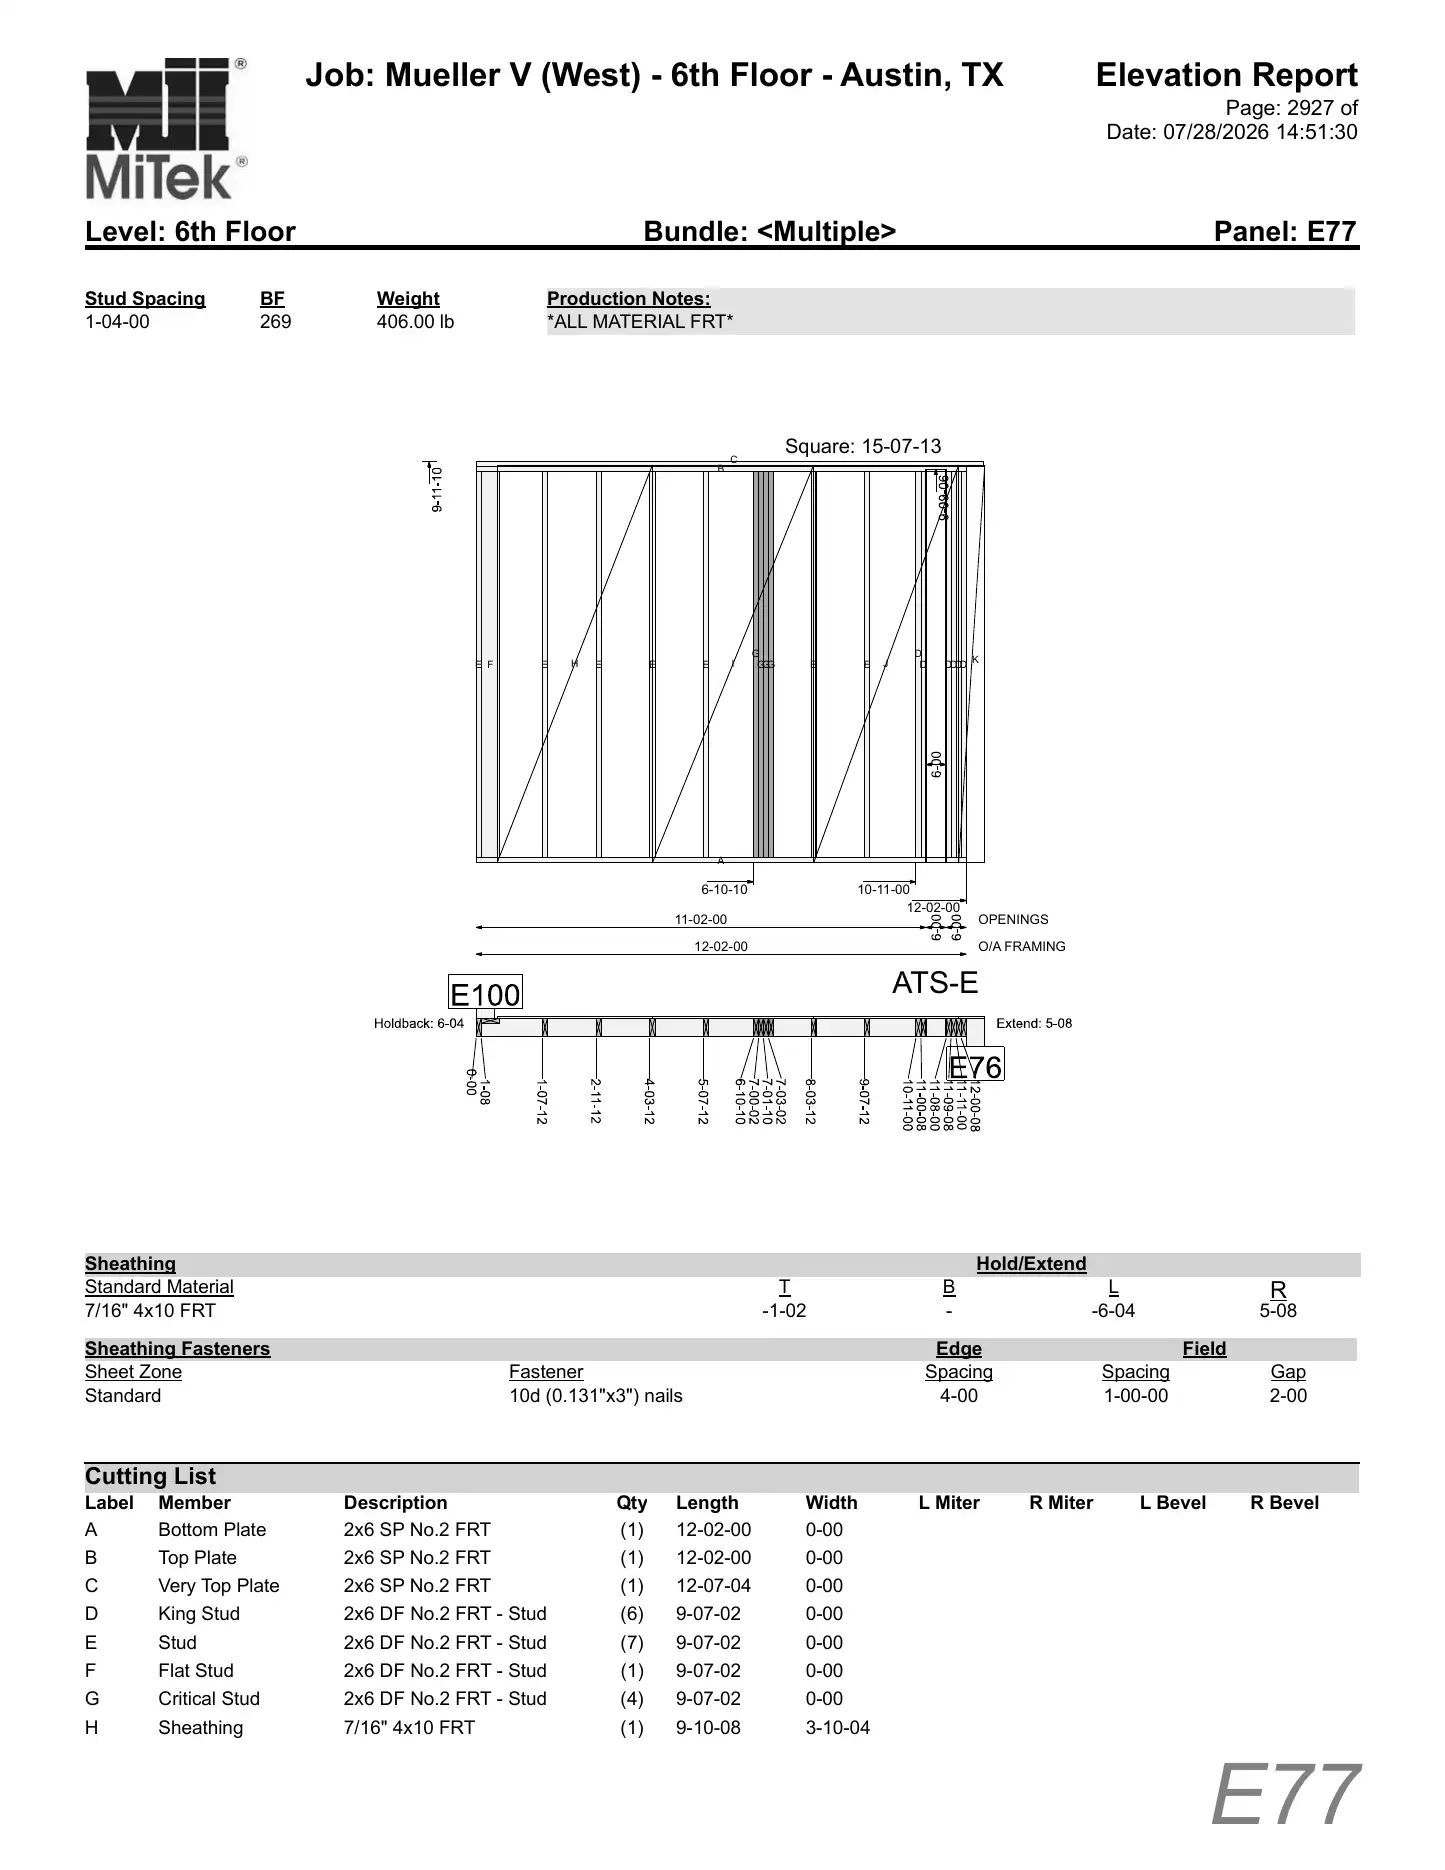 Job: Mueller V (West) - 6th Floor - Austin, TX
Elevation Report
Page: 2927 of
Date: 07/28/2026 14:51:30
MiTek®
Level: 6th Floor
Bundle: <Multiple>
Panel: E77
Stud Spacing BF Weight Production Notes:
1-04-00 269 406.00 lb *ALL MATERIAL FRT*
Square: 15-07-13
C
B
9-11-10
9-09-06
G
D
E F E H E E E I G G G E E J D D D D D K
6-00
A
6-10-10
10-11-00
12-02-00
11-02-00
6-00
6-00
OPENINGS
12-02-00
O/A FRAMING
ATS-E
E100
Holdback: 6-04
Extend: 5-08
E76
0-00
1-08
1-07-12
2-11-12
4-03-12
5-07-12
6-10-10
7-00-02
7-01-10
7-03-02
8-03-12
9-07-12
10-11-00
11-00-08
11-08-00
11-09-08
11-11-00
12-00-08
Sheathing Hold/Extend
Standard Material T B L R
7/16" 4x10 FRT -1-02 - -6-04 5-08
Sheathing Fasteners Edge Field
Sheet Zone Fastener Spacing Spacing Gap
Standard 10d (0.131"x3") nails 4-00 1-00-00 2-00
Cutting List
Label Member Description Qty Length Width L Miter R Miter L Bevel R Bevel
A Bottom Plate 2x6 SP No.2 FRT (1) 12-02-00 0-00
B Top Plate 2x6 SP No.2 FRT (1) 12-02-00 0-00
C Very Top Plate 2x6 SP No.2 FRT (1) 12-07-04 0-00
D King Stud 2x6 DF No.2 FRT - Stud (6) 9-07-02 0-00
E Stud 2x6 DF No.2 FRT - Stud (7) 9-07-02 0-00
F Flat Stud 2x6 DF No.2 FRT - Stud (1) 9-07-02 0-00
G Critical Stud 2x6 DF No.2 FRT - Stud (4) 9-07-02 0-00
H Sheathing 7/16" 4x10 FRT (1) 9-10-08 3-10-04
E77